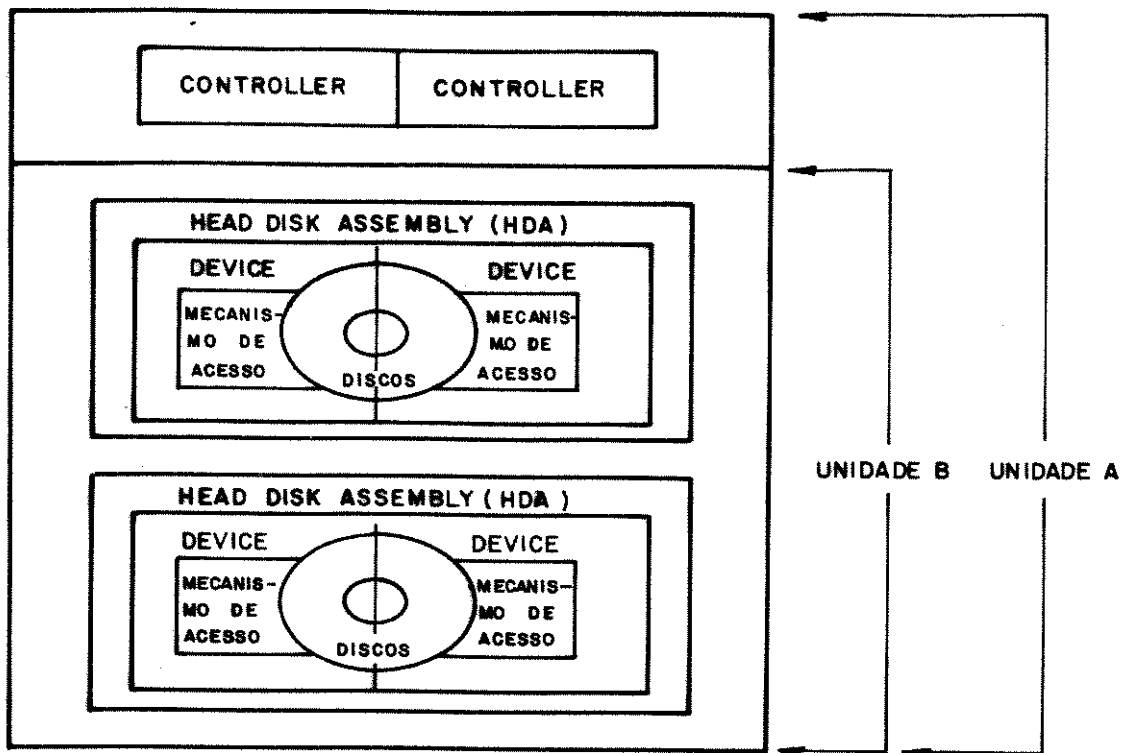 CONTROLLER CONTROLLER
HEAD DISK ASSEMBLY (HDA)
DEVICE DEVICE
MECANIS-
MO DE
ACESSO
DISCOS
MECANIS-
MO DE
ACESSO
UNIDADE B UNIDADE A
HEAD DISK ASSEMBLY (HDA)
DEVICE DEVICE
MECANIS-
MO DE
ACESSO
DISCOS
MECANIS-
MO DE
ACESSO